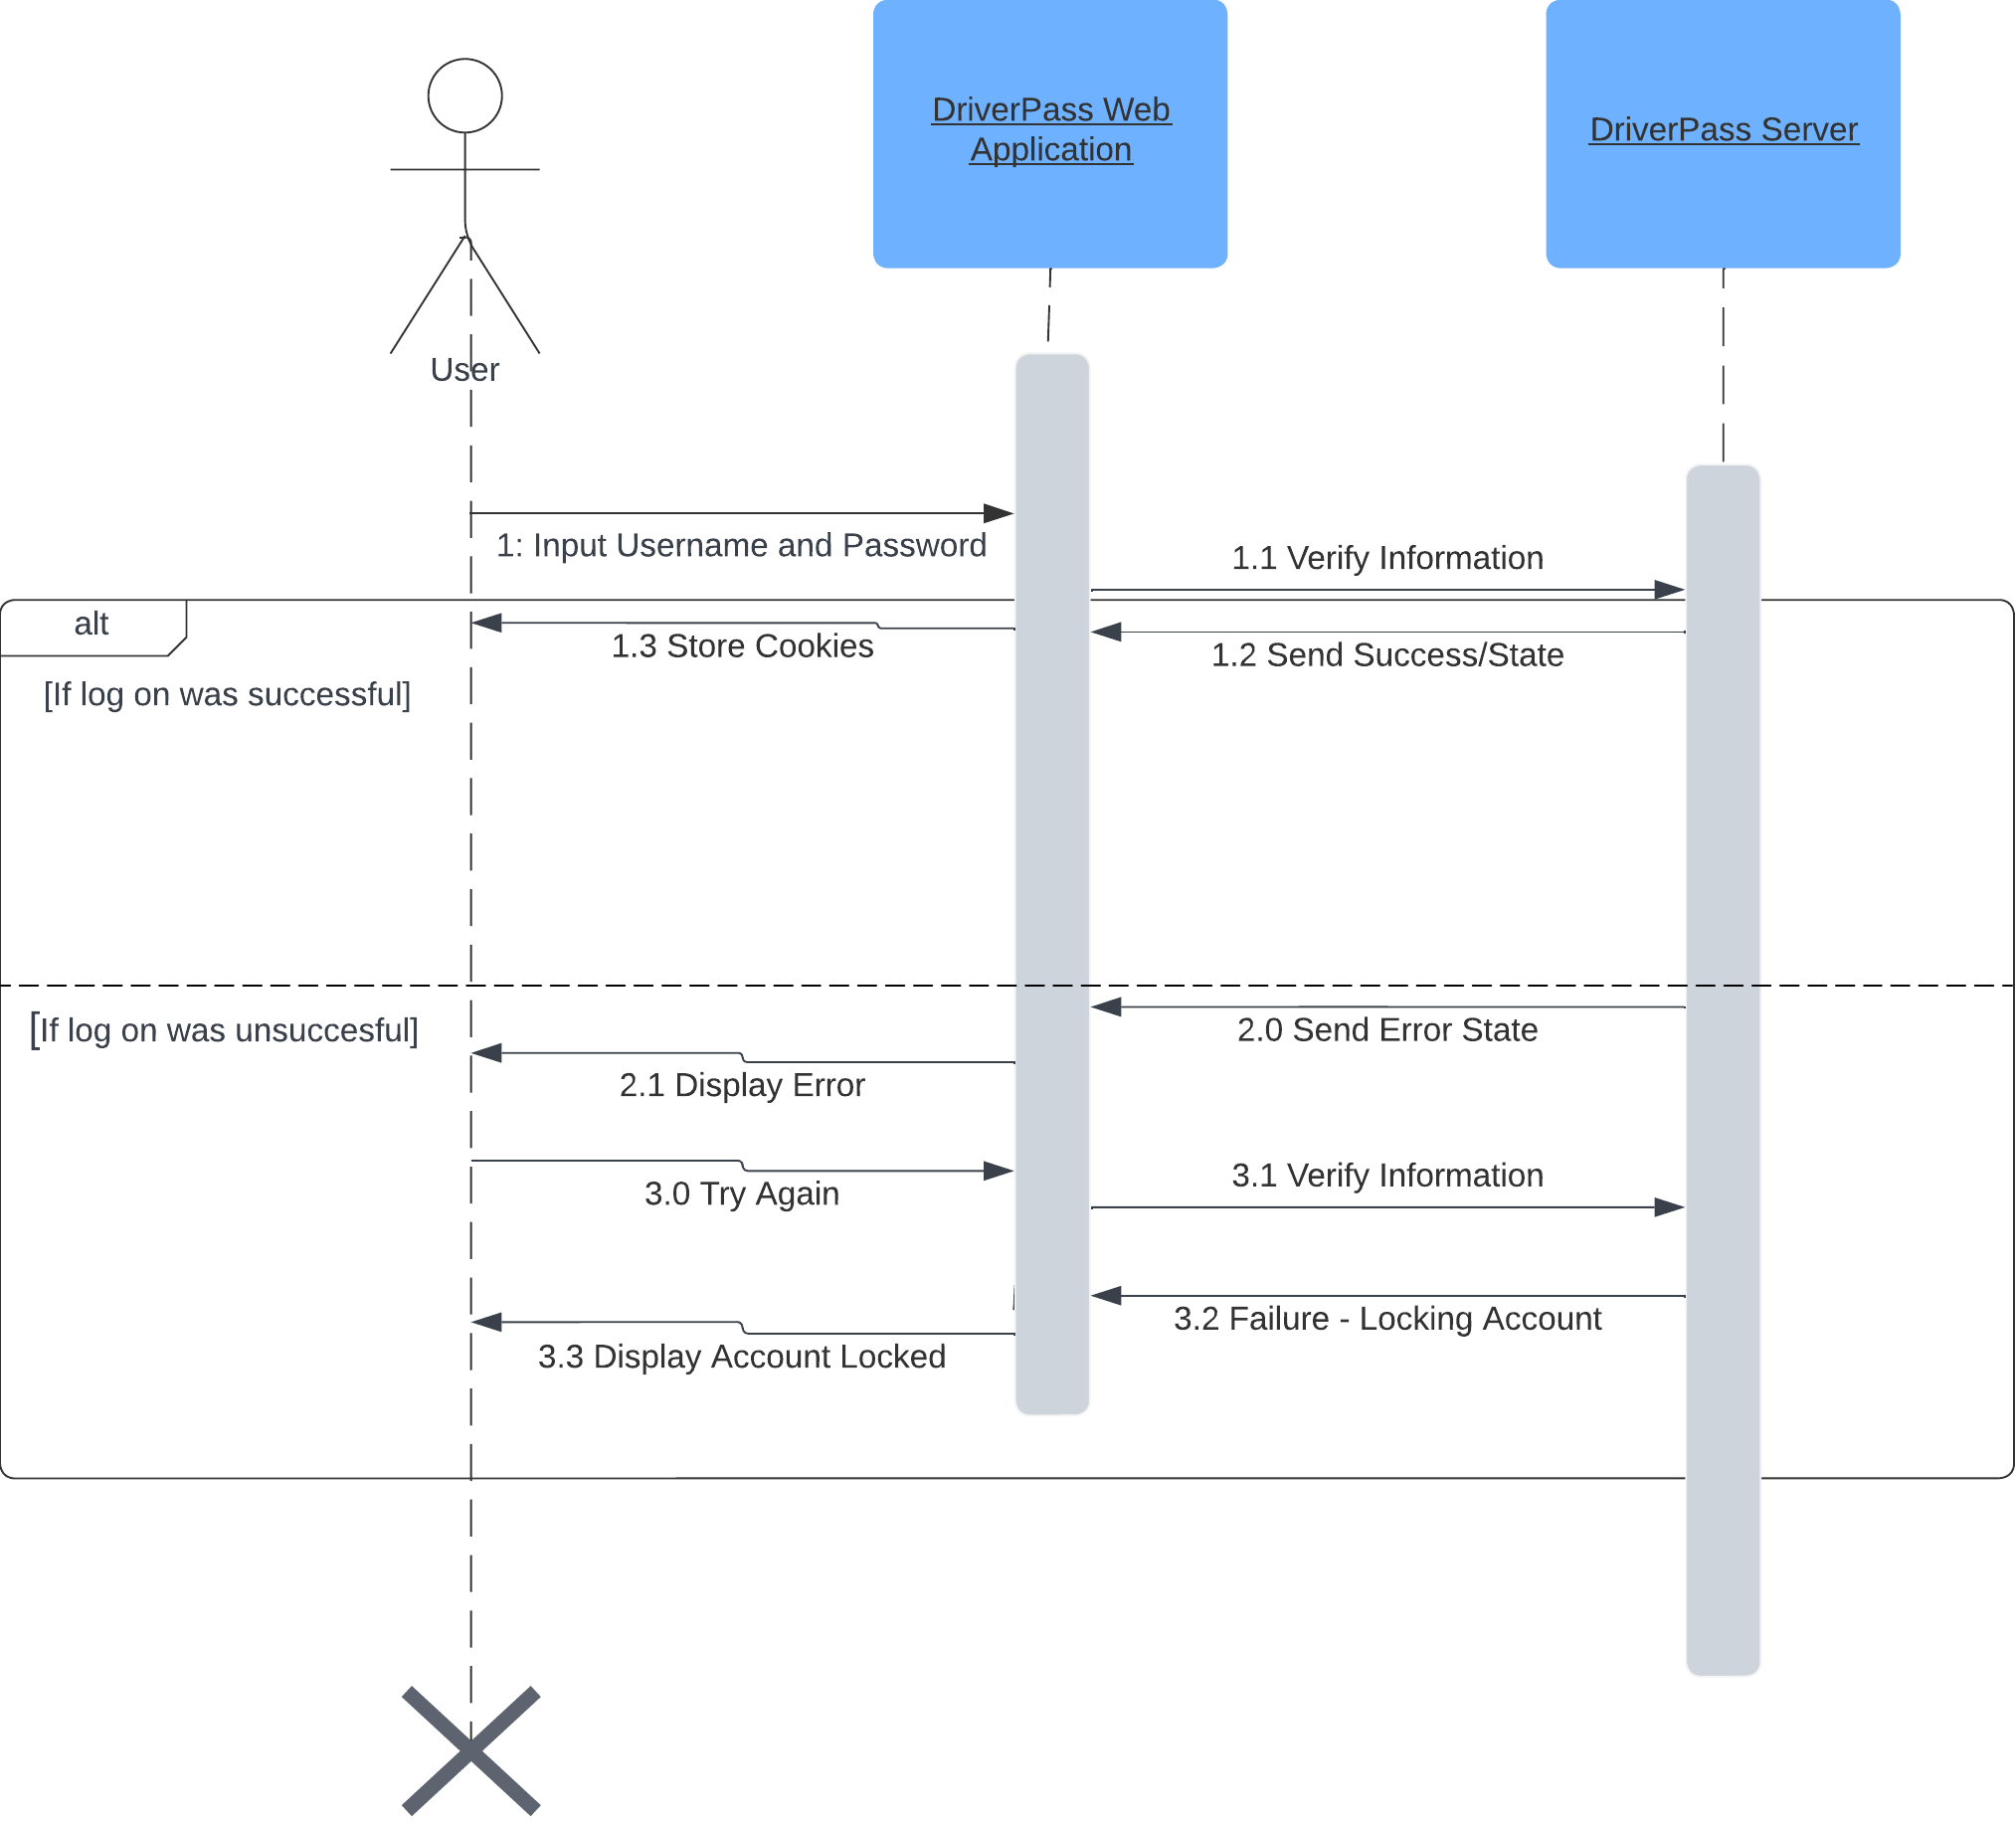 DriverPass Web
Application
DriverPass Server
User
1: Input Username and Password
1.1 Verify Information
alt
1.3 Store Cookies
1.2 Send Success/State
[If log on was successful]
[If log on was unsuccesful]
2.0 Send Error State
2.1 Display Error
3.0 Try Again
3.1 Verify Information
3.2 Failure - Locking Account
3.3 Display Account Locked